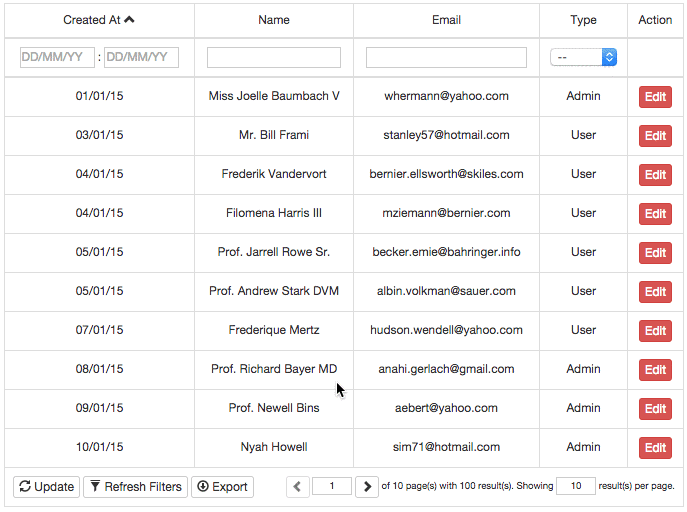 Created At Name Email Type Action
DD/MM/YY : DD/MM/YY --
01/01/15 Miss Joelle Baumbach V whermann@yahoo.com Admin Edit
03/01/15 Mr. Bill Frami stanley57@hotmail.com User Edit
04/01/15 Frederik Vandervort bernier.ellsworth@skiles.com User Edit
04/01/15 Filomena Harris III mziemann@bernier.com User Edit
05/01/15 Prof. Jarrell Rowe Sr. becker.emie@bahringer.info User Edit
05/01/15 Prof. Andrew Stark DVM albin.volkman@sauer.com User Edit
07/01/15 Frederique Mertz hudson.wendell@yahoo.com User Edit
08/01/15 Prof. Richard Bayer MD anahi.gerlach@gmail.com Admin Edit
09/01/15 Prof. Newell Bins aebert@yahoo.com Admin Edit
10/01/15 Nyah Howell sim71@hotmail.com Admin Edit
Update Refresh Filters Export 1 of 10 page(s) with 100 result(s). Showing 10 result(s) per page.